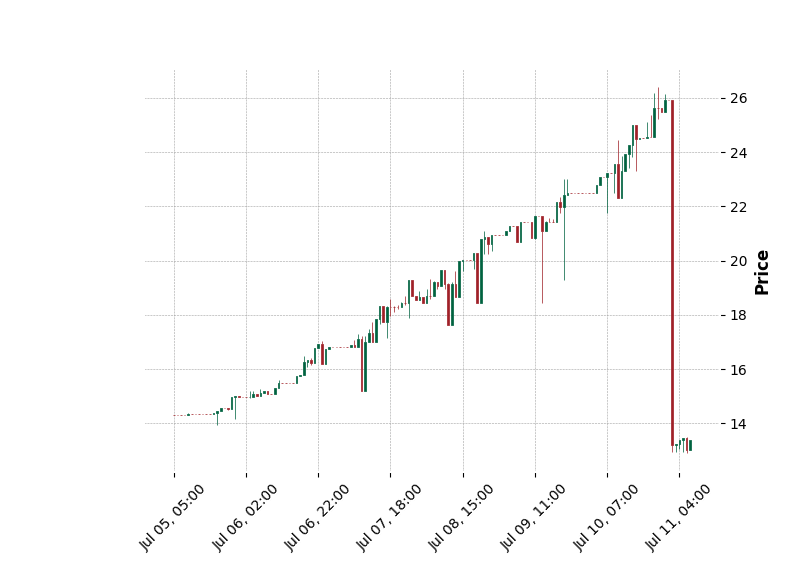 26
24
22
20
18
16
14
Price
Jul 05, 05:00
Jul 06, 02:00
Jul 06, 22:00
Jul 07, 18:00
Jul 08, 15:00
Jul 09, 11:00
Jul 10, 07:00
Jul 11, 04:00